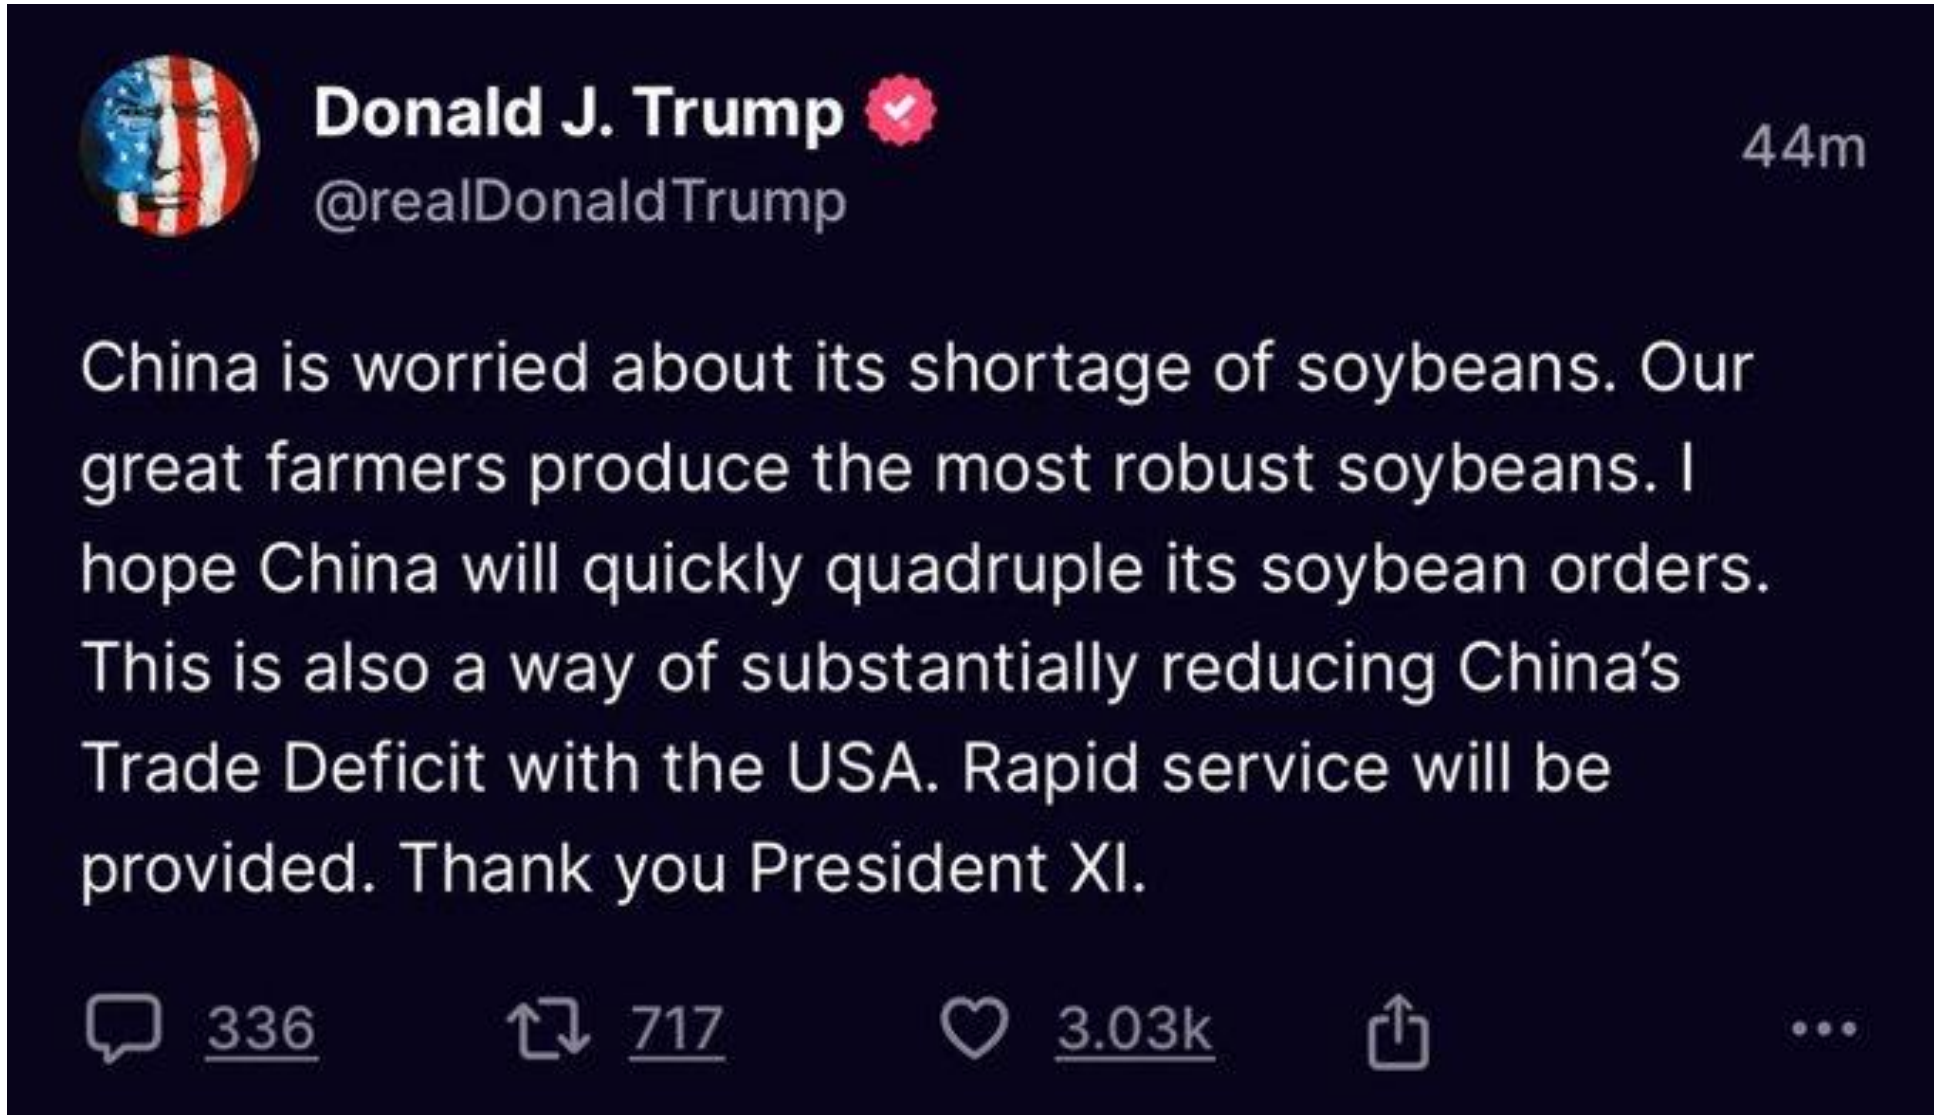 Donald J. Trump
@realDonaldTrump
44m
China is worried about its shortage of soybeans. Our
great farmers produce the most robust soybeans. I
hope China will quickly quadruple its soybean orders.
This is also a way of substantially reducing China’s
Trade Deficit with the USA. Rapid service will be
provided. Thank you President XI.
336 717 3.03k